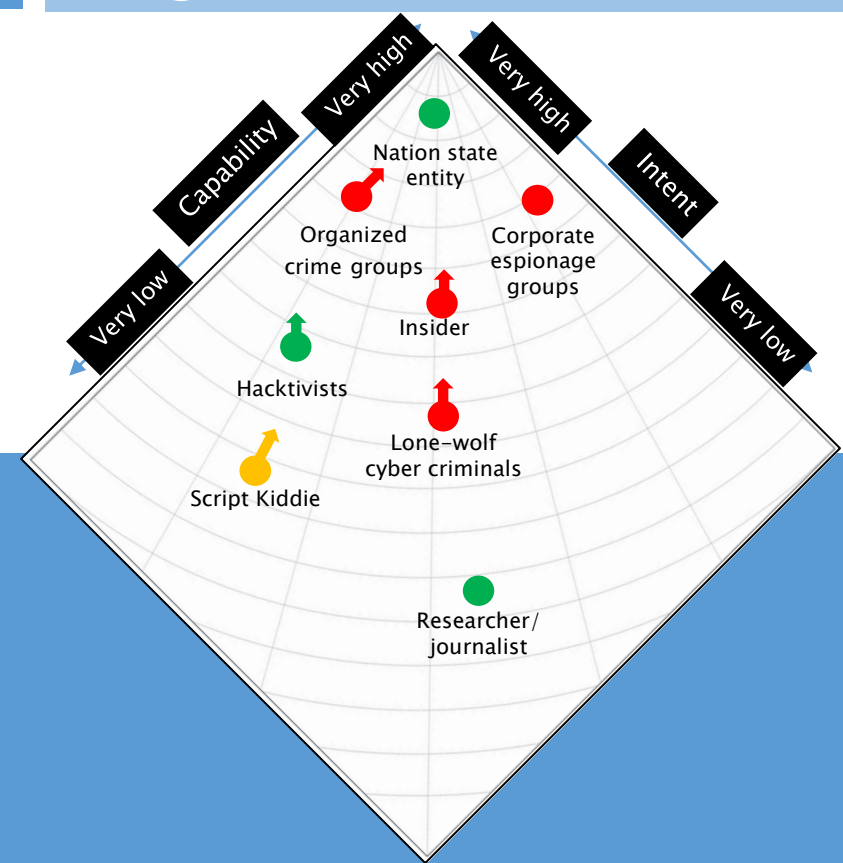 Very high
Very high
Capability
Intent
Very low
Very low
Nation state
entity
Organized
crime groups
Corporate
espionage
groups
Insider
Hacktivists
Lone-wolf
cyber criminals
Script Kiddie
Researcher/
journalist